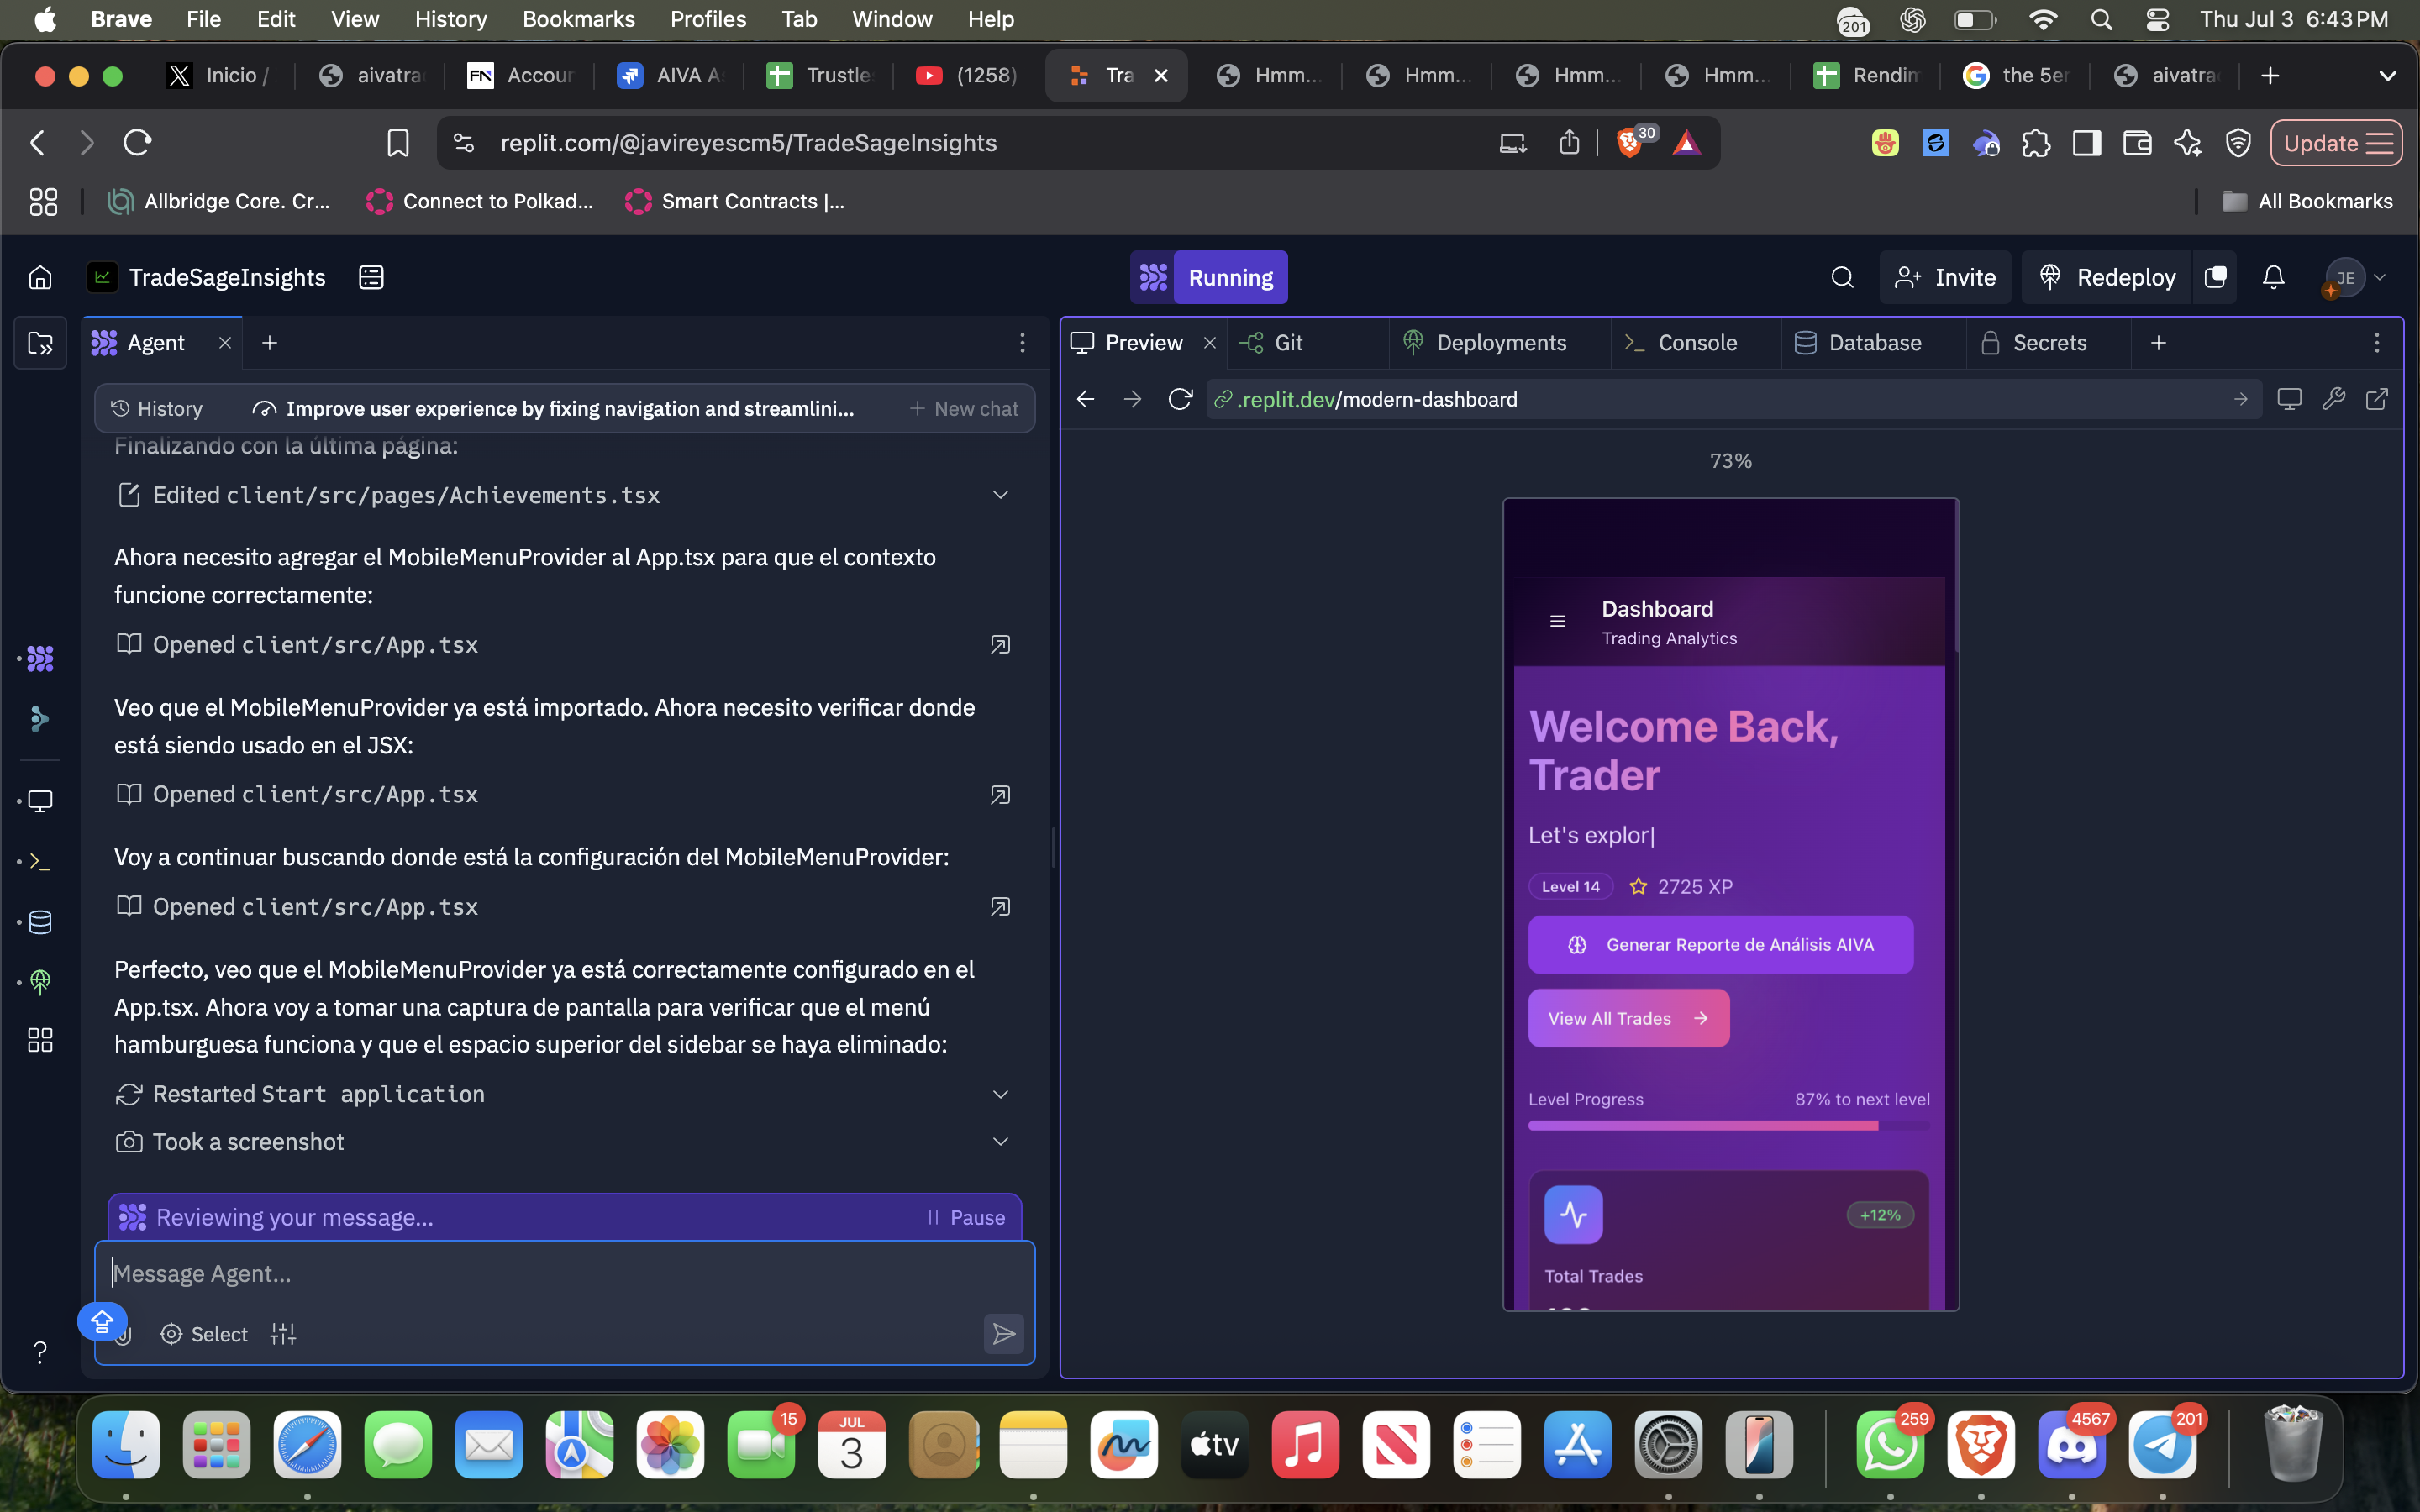 Brave File Edit View History Bookmarks Profiles Tab Window Help
201
Thu Jul 3 6:43 PM
Inicio /
aivatra
FN Accour
AIVA A
Trustle
(1258)
Tra
Hmm...
Hmm...
Hmm...
Hmm...
Rendin
the 5er
aivatra
replit.com/@javireyescm5/TradeSageInsights
30
Update
Allbridge Core. Cr...
Connect to Polkad...
Smart Contracts |...
All Bookmarks
TradeSageInsights
Running
Invite
Redeploy
JE
Agent
History
Improve user experience by fixing navigation and streamlini...
New chat
Finalizando con la última página:
Edited client/src/pages/Achievements.tsx
Ahora necesito agregar el MobileMenuProvider al App.tsx para que el contexto
funcione correctamente:
Opened client/src/App.tsx
Veo que el MobileMenuProvider ya está importado. Ahora necesito verificar donde
está siendo usado en el JSX:
Opened client/src/App.tsx
Voy a continuar buscando donde está la configuración del MobileMenuProvider:
Opened client/src/App.tsx
Perfecto, veo que el MobileMenuProvider ya está correctamente configurado en el
App.tsx. Ahora voy a tomar una captura de pantalla para verificar que el menú
hamburguesa funciona y que el espacio superior del sidebar se haya eliminado:
Restarted Start application
Took a screenshot
Reviewing your message...
Pause
Message Agent...
Select
Preview
Git
Deployments
Console
Database
Secrets
.replit.dev/modern-dashboard
73%
Dashboard
Trading Analytics
Welcome Back,
Trader
Let's explor|
Level 14
2725 XP
Generar Reporte de Análisis AIVA
View All Trades
Level Progress
87% to next level
+12%
Total Trades
15
JUL
3
tv
259
4567
201